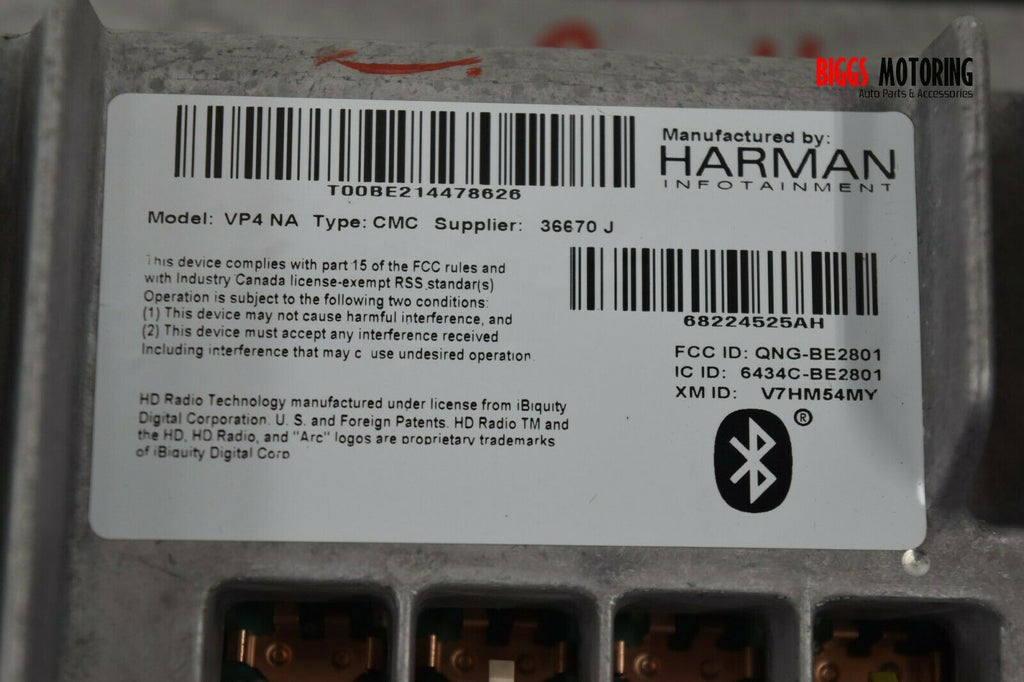 BIGGS MOTORING
Auto Parts & Accessories
T00BE214478626
Manufactured by:
HARMAN
INFOTAINMENT
Model: VP4 NA Type: CMC Supplier: 36670 J
This device complies with part 15 of the FCC rules and
with Industry Canada license-exempt RSS standar(s)
Operation is subject to the following two conditions:
(1) This device may not cause harmful interference, and
(2) This device must accept any interference received
Including interference that may c use undesired operation.
68224525AH
FCC ID: QNG-BE2801
IC ID: 6434C-BE2801
XM ID: V7HM54MY
®
HD Radio Technology manufactured under license from iBiquity
Digital Corporation. U. S. and Foreign Patents. HD Radio TM and
the HD, HD Radio, and "Arc" logos are proprietary trademarks
of iBiquity Digital Corp